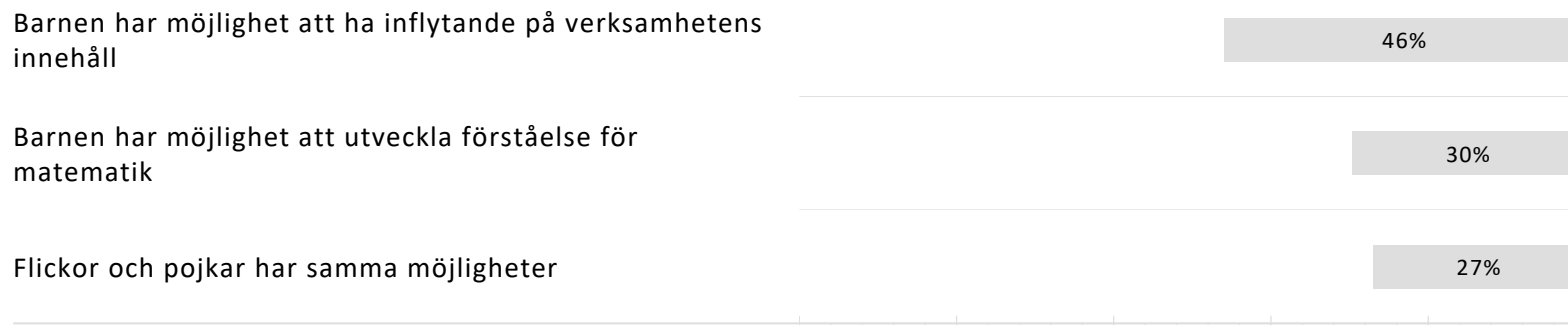 Barnen har möjlighet att ha inflytande på verksamhetens
innehåll
46%
Barnen har möjlighet att utveckla förståelse för
matematik
30%
Flickor och pojkar har samma möjligheter
27%